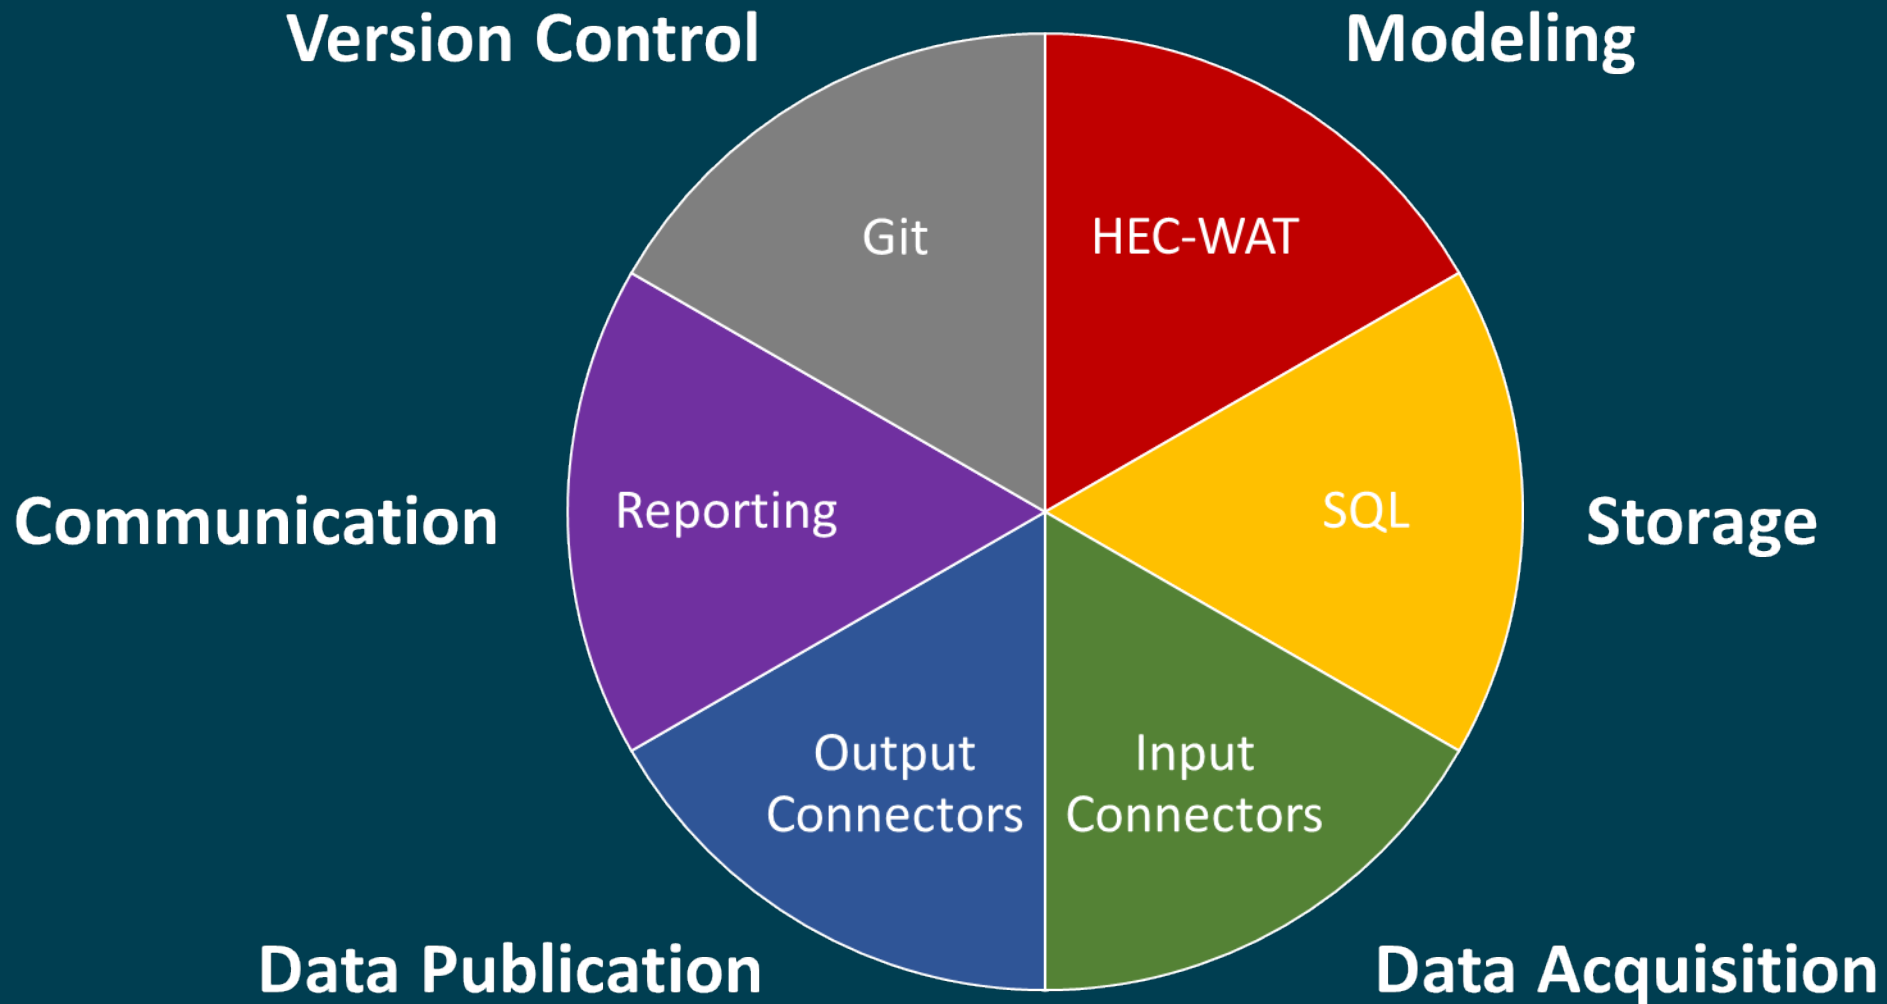 Version Control
Modeling
Git
HEC-WAT
Communication
Reporting
SQL
Storage
Output
Connectors
Input
Connectors
Data Publication
Data Acquisition